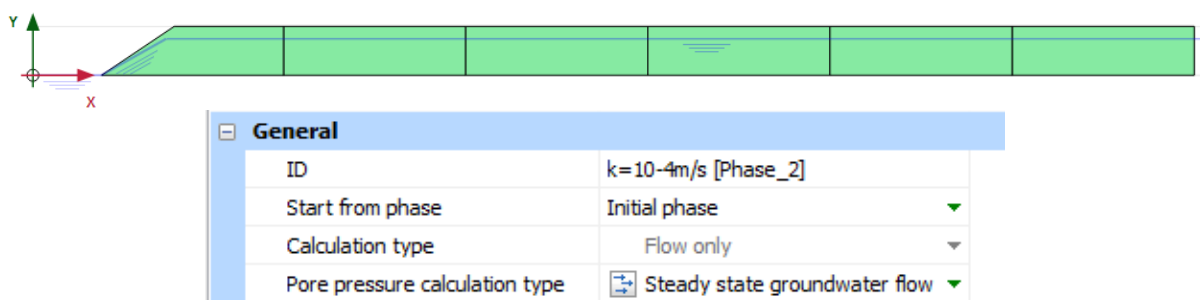 Y
X
General
ID k=10-4m/s [Phase_2]
Start from phase Initial phase
Calculation type Flow only
Pore pressure calculation type Steady state groundwater flow